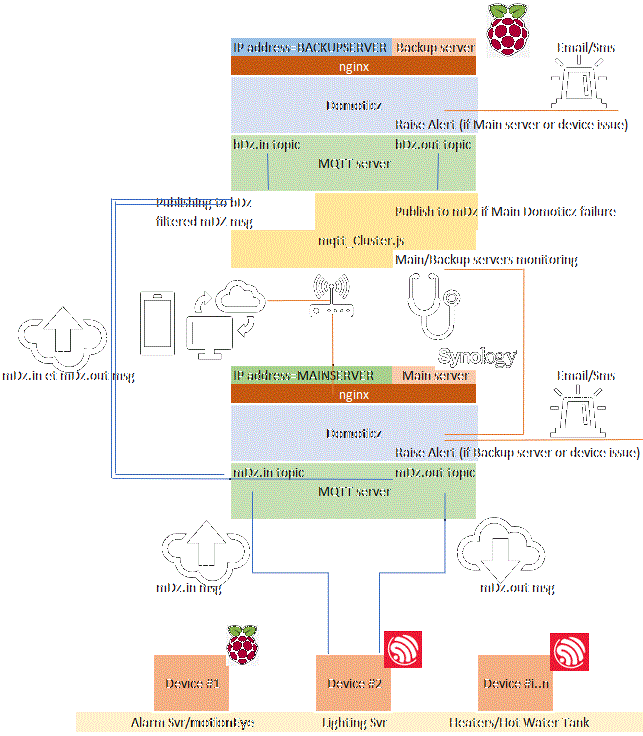 IP address=BACKUPSERVER Backup server
Email/Sms
nginx
Domoticz
Raise Alert (if Main server or device issue)
bDz.in topic bDz.out topic
MQTT server
Publishing to bDz
filtered mDZ msg
Publish to mDz if Main Domoticz failure
mqtt_Cluster.js
Main/Backup servers monitoring
Synology
mDz.in et mDz.out msg
IP address=MAINSERVER Main server
Email/Sms
nginx
Domoticz
Raise Alert (if Backup server or device issue)
mDz.in topic mDz.out topic
MQTT server
mDz.in msg
mDz.out msg
Device #1
Device #2
Device #i..n
Alarm Svr/motionEye
Lighting Svr
Heaters/Hot Water Tank